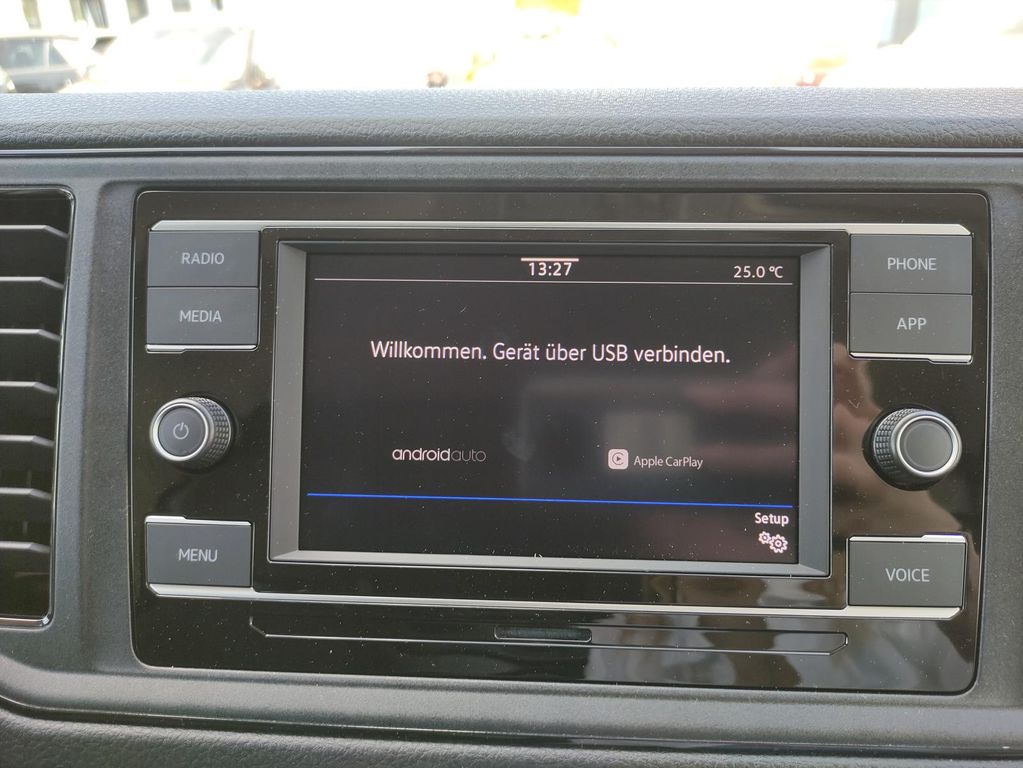 RADIO
MEDIA
MENU
13:27
25.0 °C
Willkommen. Gerät über USB verbinden.
androidauto
Apple CarPlay
Setup
PHONE
APP
VOICE